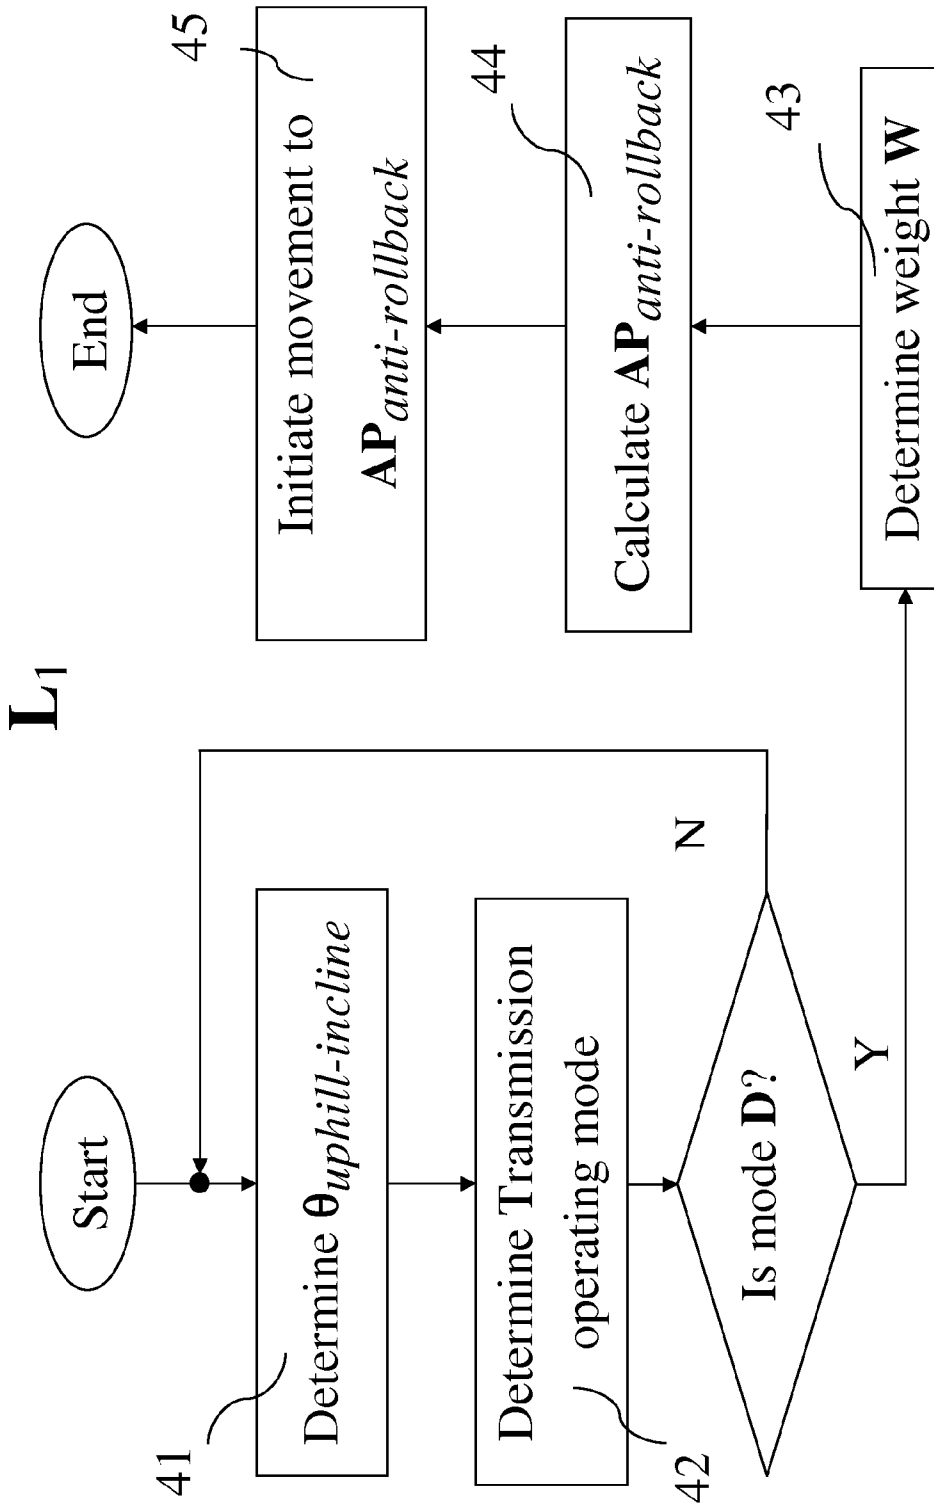 L1
Start
41
Determine θuphill-incline
42
Determine Transmission
operating mode
Is mode D?
N
Y
43
Determine weight W
44
Calculate APanti-rollback
45
Initiate movement to
APanti-rollback
End